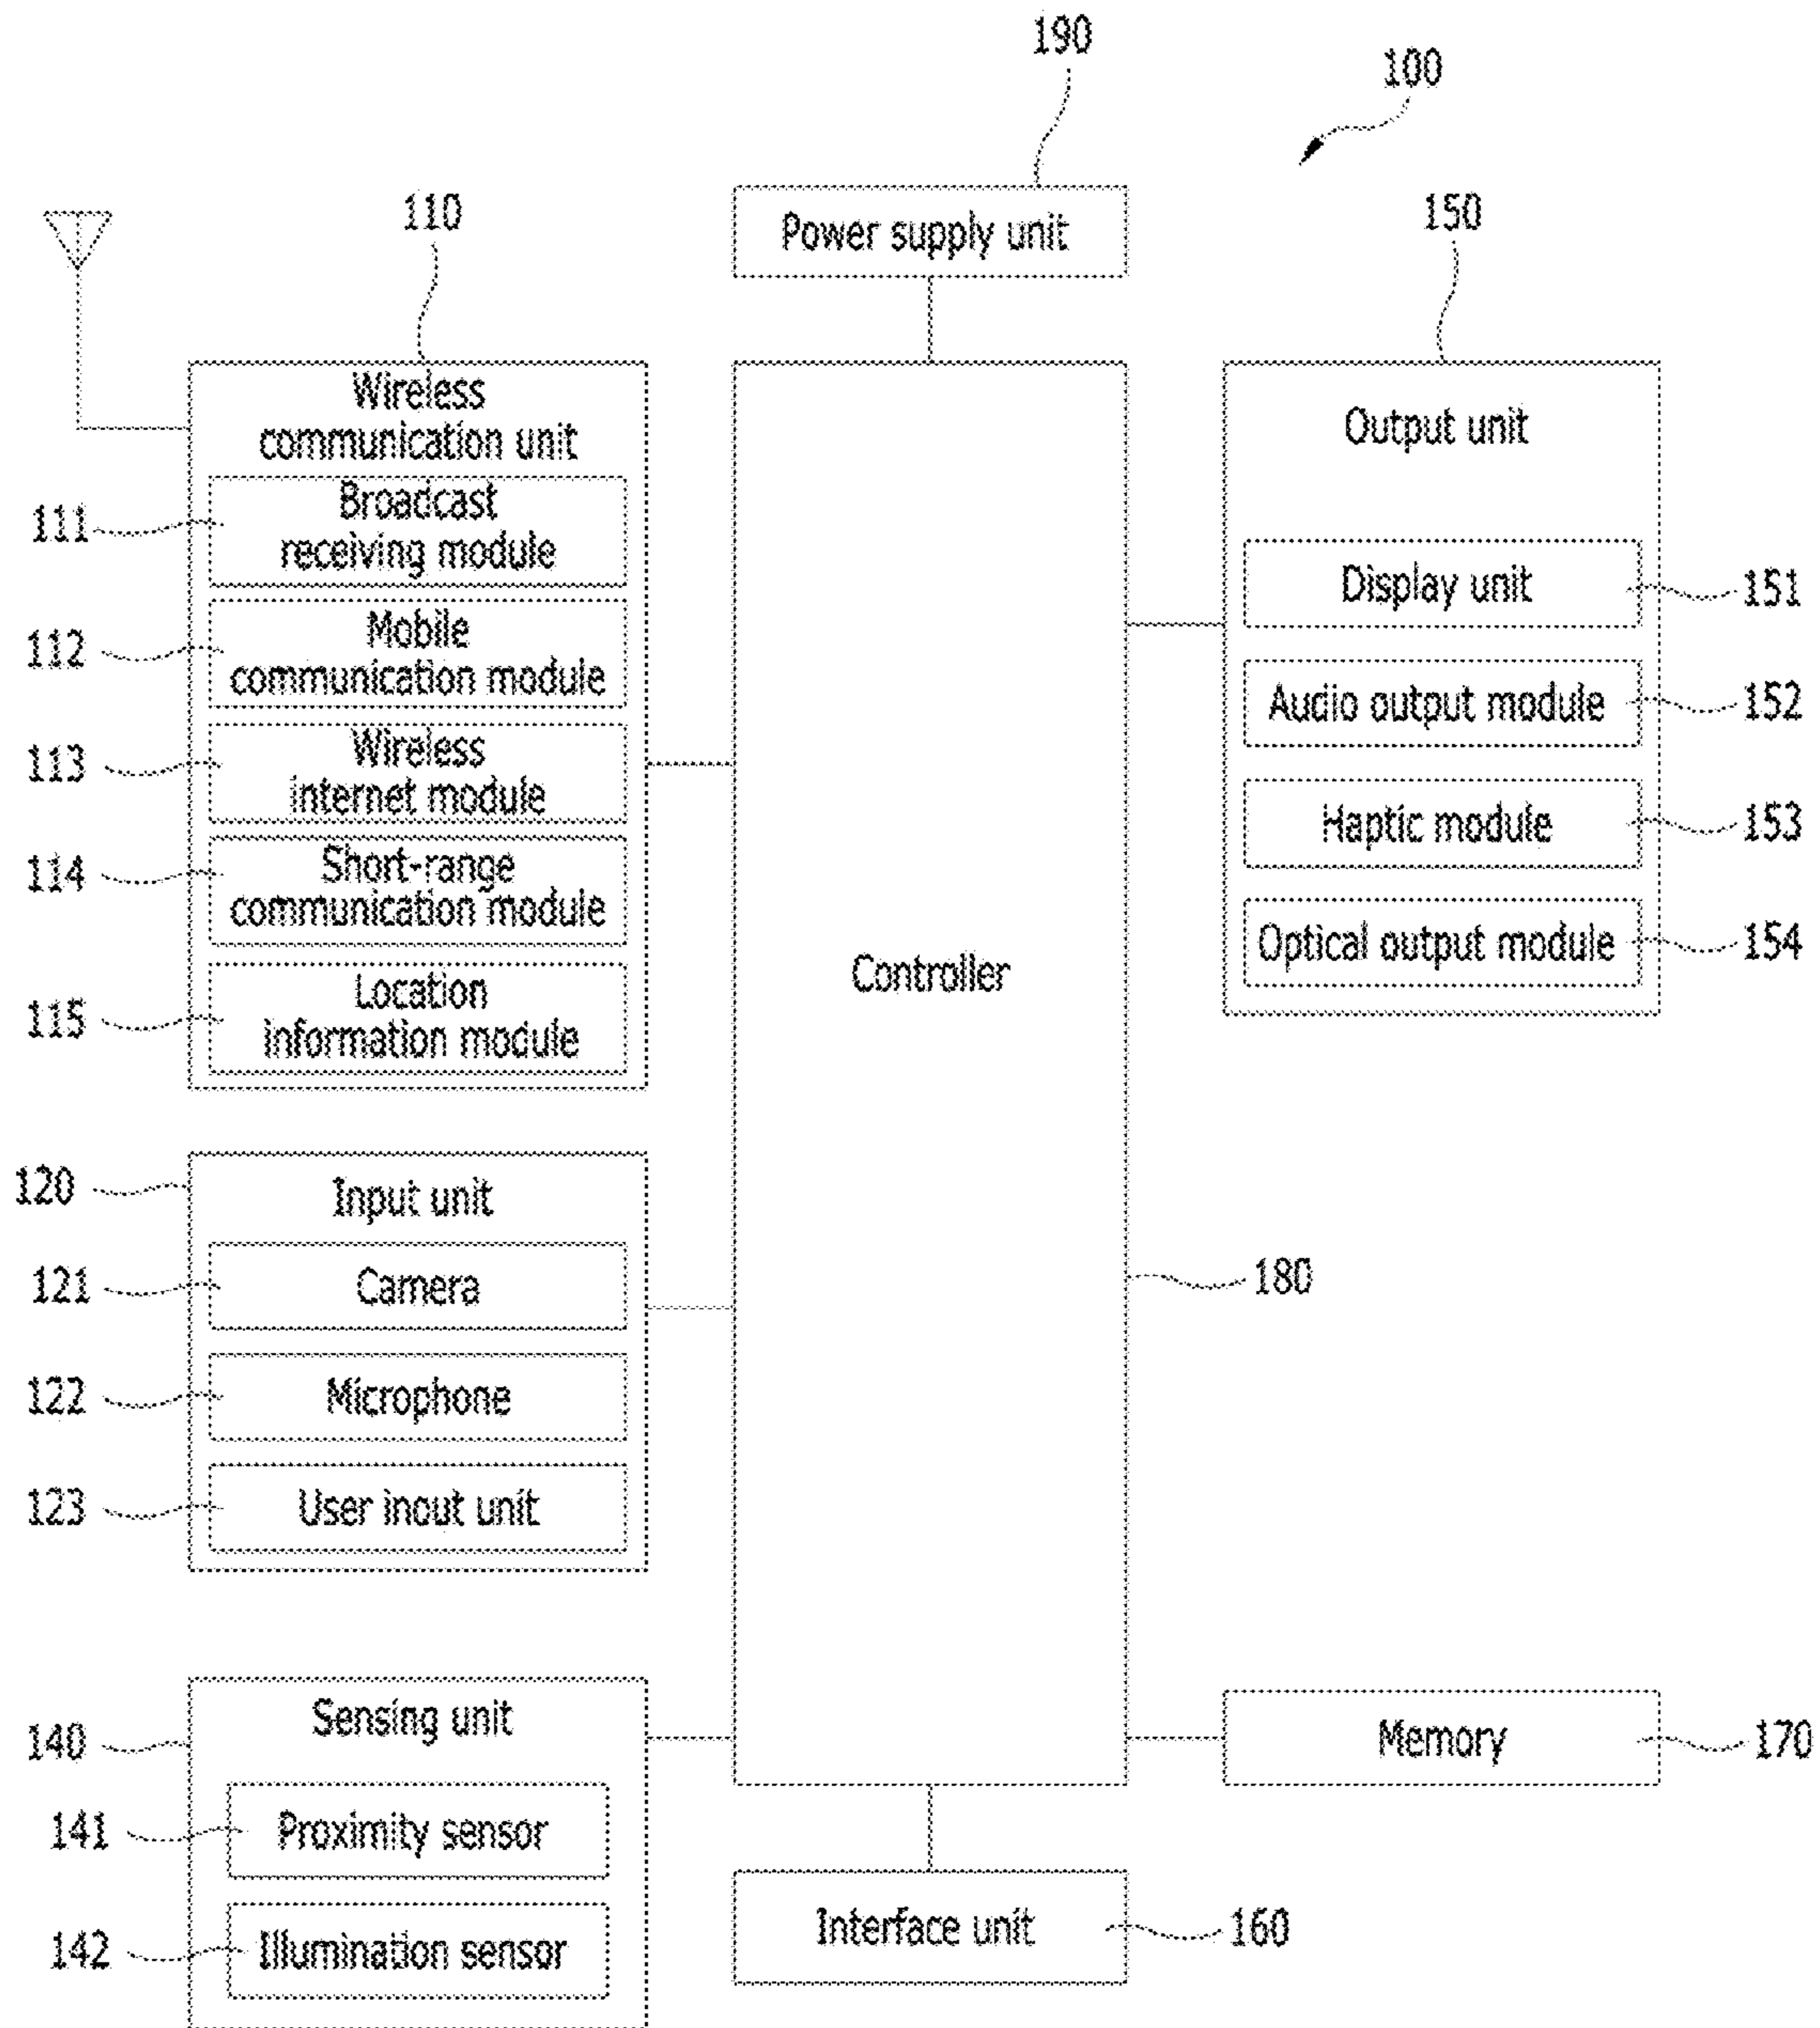 190
100
110
Power supply unit
150
Wireless
communication unit
Output unit
111
Broadcast
receiving module
Display unit
151
112
Mobile
communication module
Audio output module
152
113
Wireless
internet module
Haptic module
153
114
Short-range
communication module
Optical output module
154
Controller
115
Location
information module
120
Input unit
121
Camera
180
122
Microphone
123
User inout unit
140
Sensing unit
Memory
170
141
Proximity sensor
142
Illumination sensor
Interface unit
160